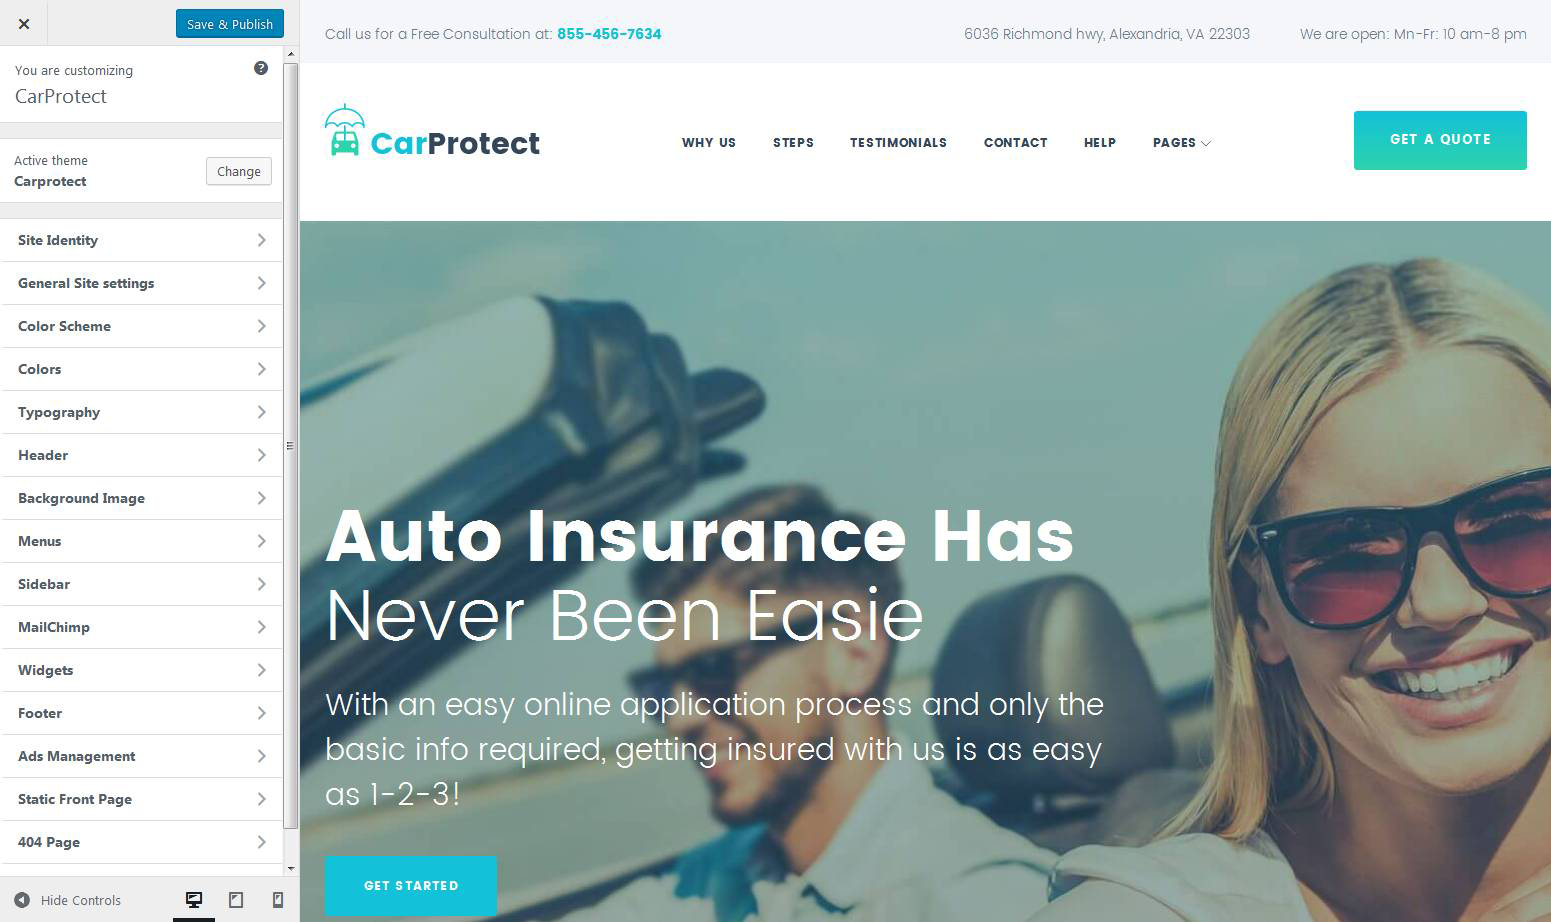 Save & Publish
You are customizing
CarProtect
Active theme
Carprotect
Change
Site Identity
General Site settings
Color Scheme
Colors
Typography
Header
Background Image
Menus
Sidebar
MailChimp
Widgets
Footer
Ads Management
Static Front Page
404 Page
Hide Controls
Call us for a Free Consultation at: 855-456-7634
6036 Richmond hwy, Alexandria, VA 22303
We are open: Mn-Fr: 10 am-8 pm
CarProtect
WHY US
STEPS
TESTIMONIALS
CONTACT
HELP
PAGES
GET A QUOTE
Auto Insurance Has
Never Been Easie
With an easy online application process and only the
basic info required, getting insured with us is as easy
as 1-2-3!
GET STARTED